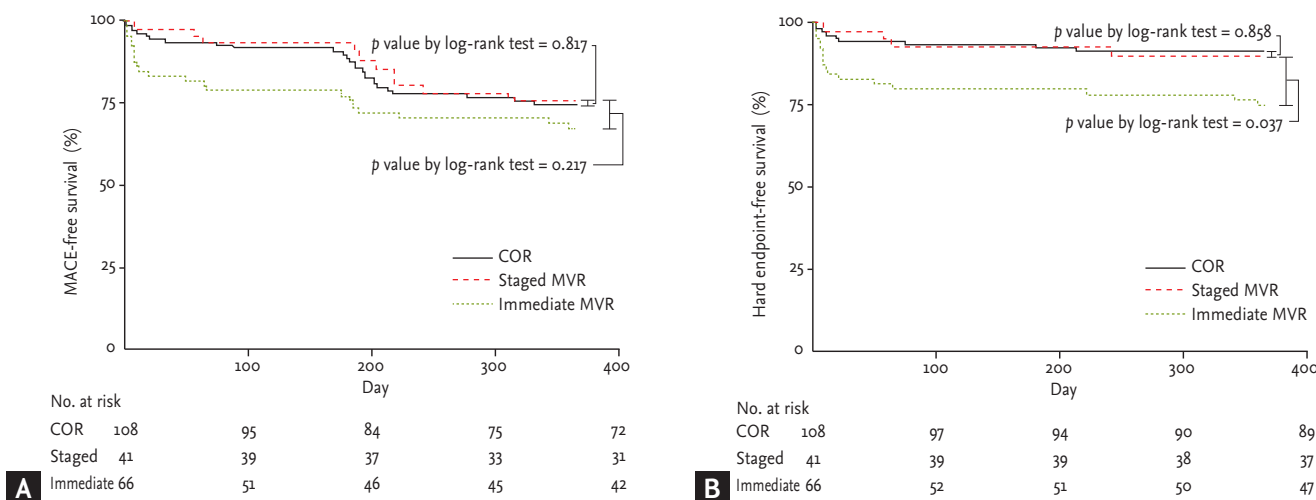 100
75
50
25
0
MACE-free survival (%)
p value by log-rank test = 0.817
p value by log-rank test = 0.217
COR
Staged MVR
Immediate MVR
100 200 300 400
Day
No. at risk
COR 108 95 84 75 72
Staged 41 39 37 33 31
Immediate 66 51 46 45 42
A
100
75
50
25
0
Hard endpoint-free survival (%)
p value by log-rank test = 0.858
p value by log-rank test = 0.037
COR
Staged MVR
Immediate MVR
100 200 300 400
Day
No. at risk
COR 108 97 94 90 89
Staged 41 39 39 38 37
Immediate 66 52 51 50 47
B